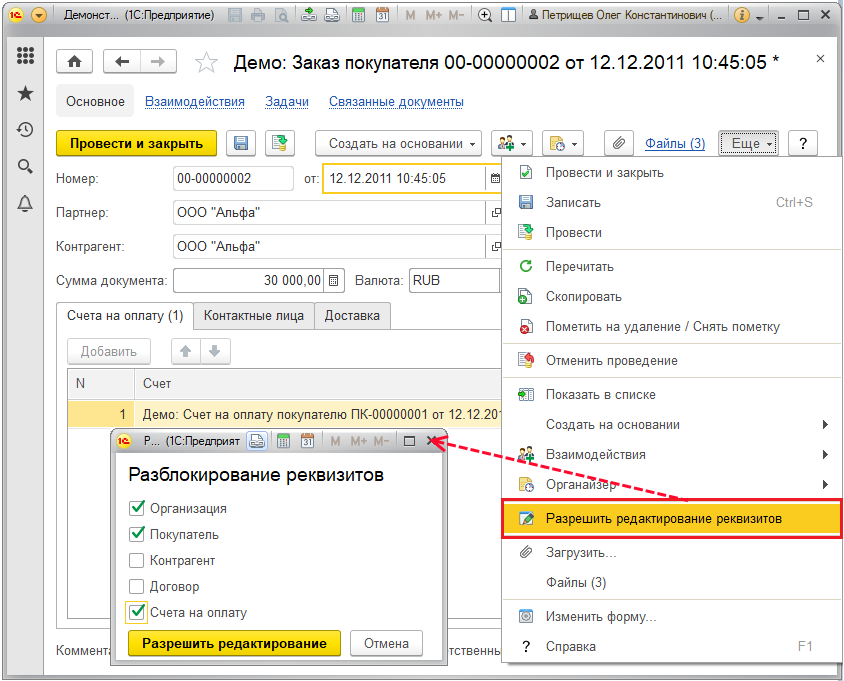 Демонст... (1С:Предприятие)
M M+ M-
Петрищев Олег Константинович (...
Демо: Заказ покупателя 00-00000002 от 12.12.2011 10:45:05 *
Основное Взаимодействия Задачи Связанные документы
Провести и закрыть Создать на основании Файлы (3) Еще ?
Номер: 00-00000002 от: 12.12.2011 10:45:05
Партнер: ООО "Альфа"
Контрагент: ООО "Альфа"
Сумма документа: 30 000,00 Валюта: RUB
Счета на оплату (1) Контактные лица Доставка
Добавить
N Счет
1 Демо: Счет на оплату покупателю ПК-00000001 от 12.12.201
Р... (1С:Предприят
31 M M+ M-
Разблокирование реквизитов
Организация
Покупатель
Контрагент
Договор
Счета на оплату
Разрешить редактирование Отмена
Коммента
тственны
Провести и закрыть
Записать Ctrl+S
Провести
Перечитать
Скопировать
Пометить на удаление / Снять пометку
Отменить проведение
Показать в списке
Создать на основании
Взаимодействия
Органайзер
Разрешить редактирование реквизитов
Загрузить...
Файлы (3)
Изменить форму...
? Справка F1